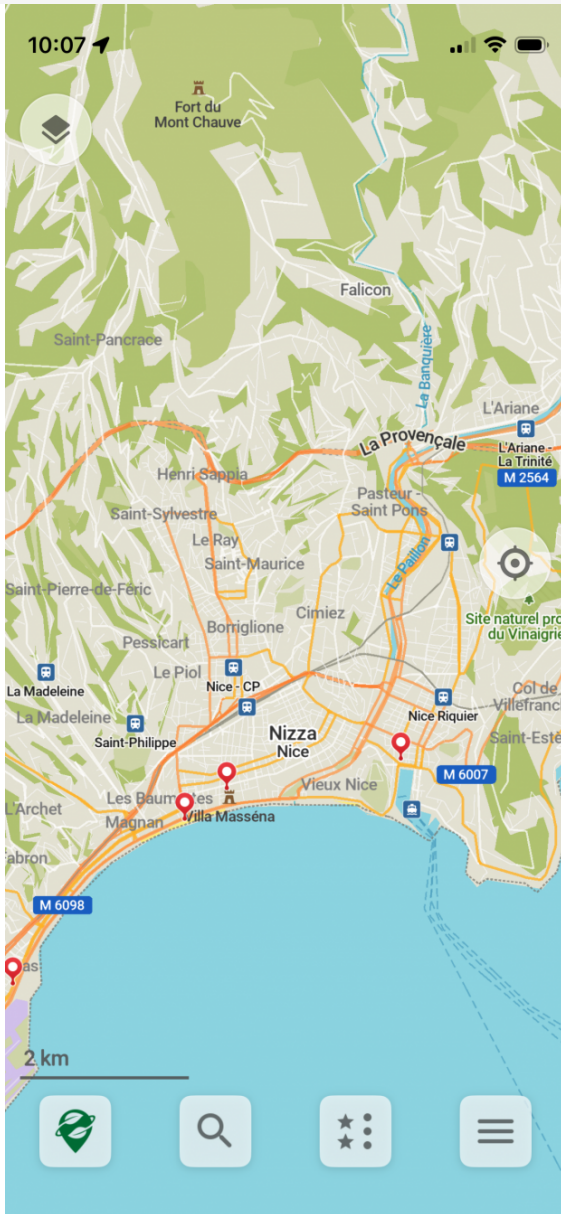 10:07
Fort du
Mont Chauve
Falicon
Saint-Pancrace
La Banquière
L'Ariane
La Provençale
L'Ariane -
La Trinité
M 2564
Henri Sappia
Pasteur -
Saint Pons
Saint-Sylvestre
Le Ray
Saint-Maurice
Le Paillon
Saint-Pierre-de-Féric
Cimiez
Site naturel pro
du Vinaigrie
Borriglione
Pessicart
Le Piol
Nice - CP
La Madeleine
Col de
Villefranc
La Madeleine
Nice Riquier
Saint-Philippe
Nizza
Nice
Saint-Este
M 6007
Vieux Nice
L'Archet
Les Baumettes
Magnan
Villa Masséna
abron
M 6098
as
2 km